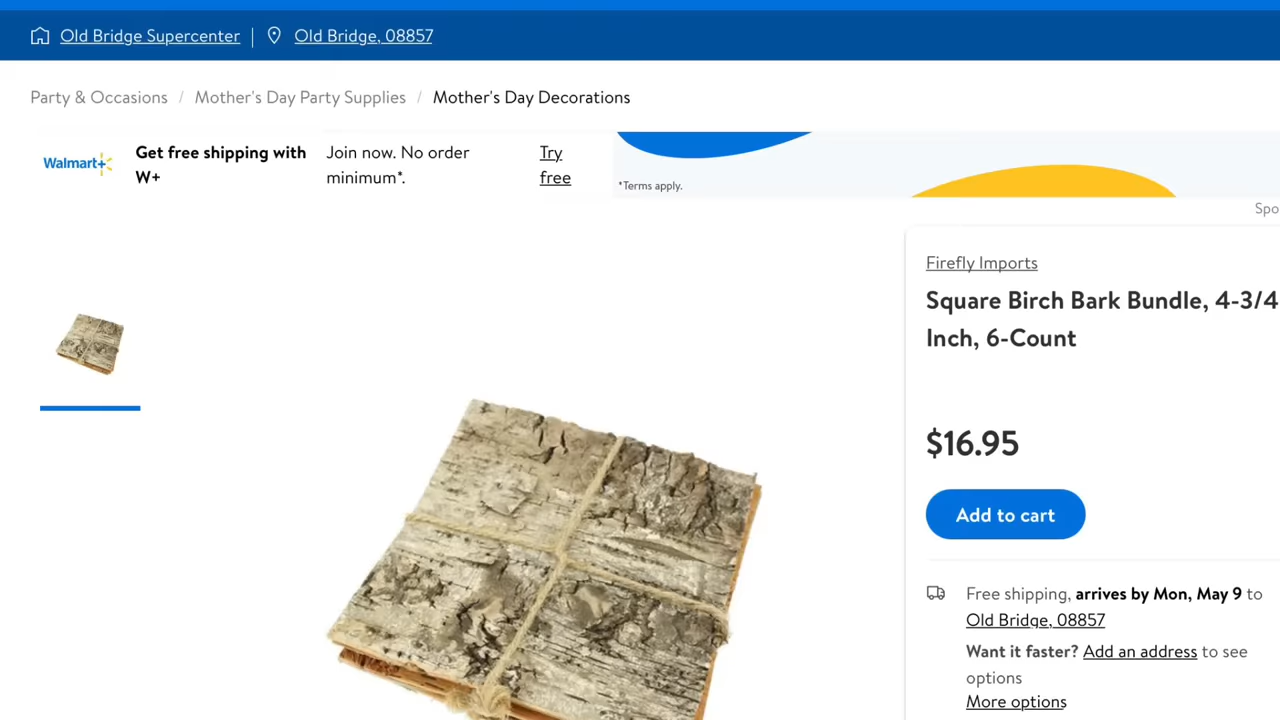 Old Bridge Supercenter | Old Bridge, 08857
Party & Occasions / Mother's Day Party Supplies / Mother's Day Decorations
Walmart+
Get free shipping with
W+
Join now. No order
minimum*.
Try
free
*Terms apply.
Spo
Firefly Imports
Square Birch Bark Bundle, 4-3/4
Inch, 6-Count
$16.95
Add to cart
Free shipping, arrives by Mon, May 9 to
Old Bridge, 08857
Want it faster? Add an address to see
options
More options